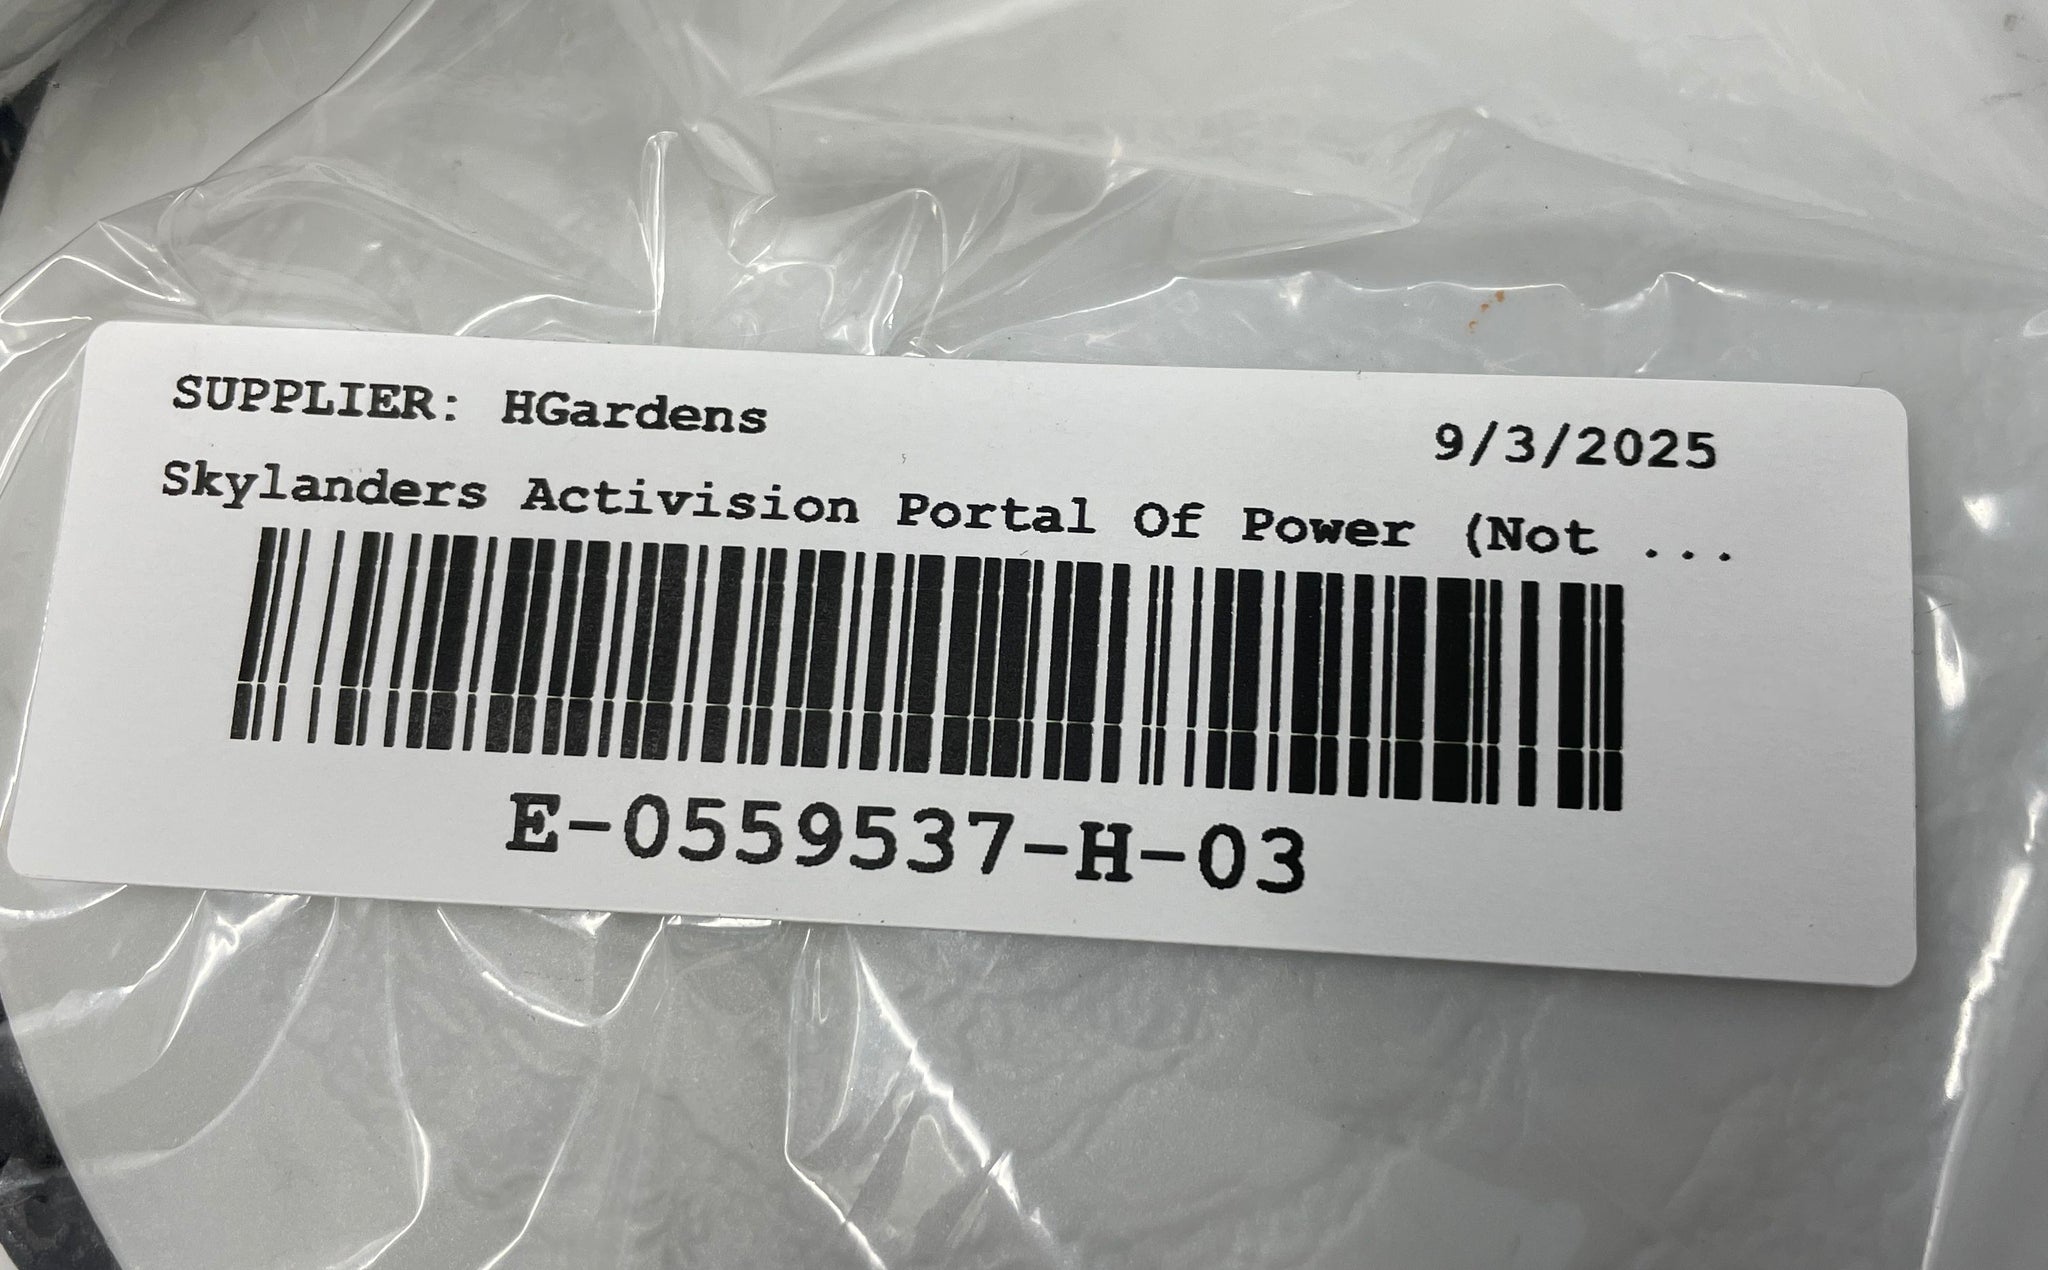 SUPPLIER: HGardens
9/3/2025
Skylanders Activision Portal Of Power (Not ...
E-0559537-H-03